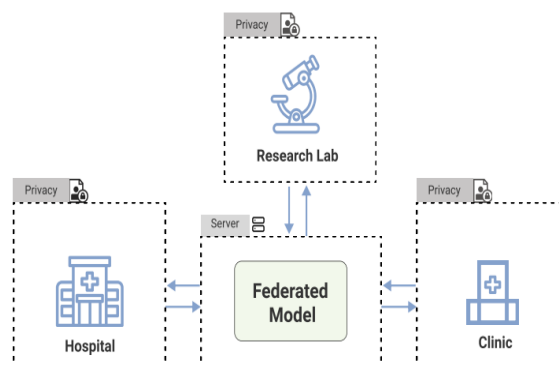 Privacy
Research Lab
Privacy
Server
Privacy
Federated
Model
Hospital
Clinic